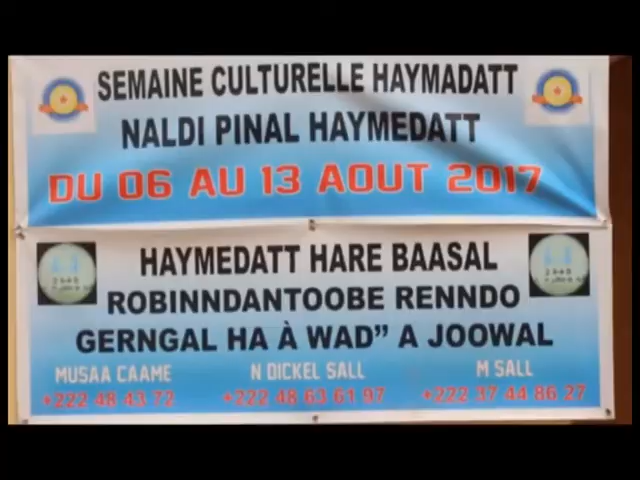 SEMAINE CULTURELLE HAYMADATT
NALDI PINAL HAYMEDATT
DU 06 AU 13 AOUT 2017
HAYMEDATT HARE BAASAL
ROBINNDANTOOBE RENNDO
GERNGAL HA À WAD" A JOOWAL
MUSAA CAAME N DICKEL SALL M SALL
+222 48 43 72 +222 48 63 61 97 +222 37 44 86 27